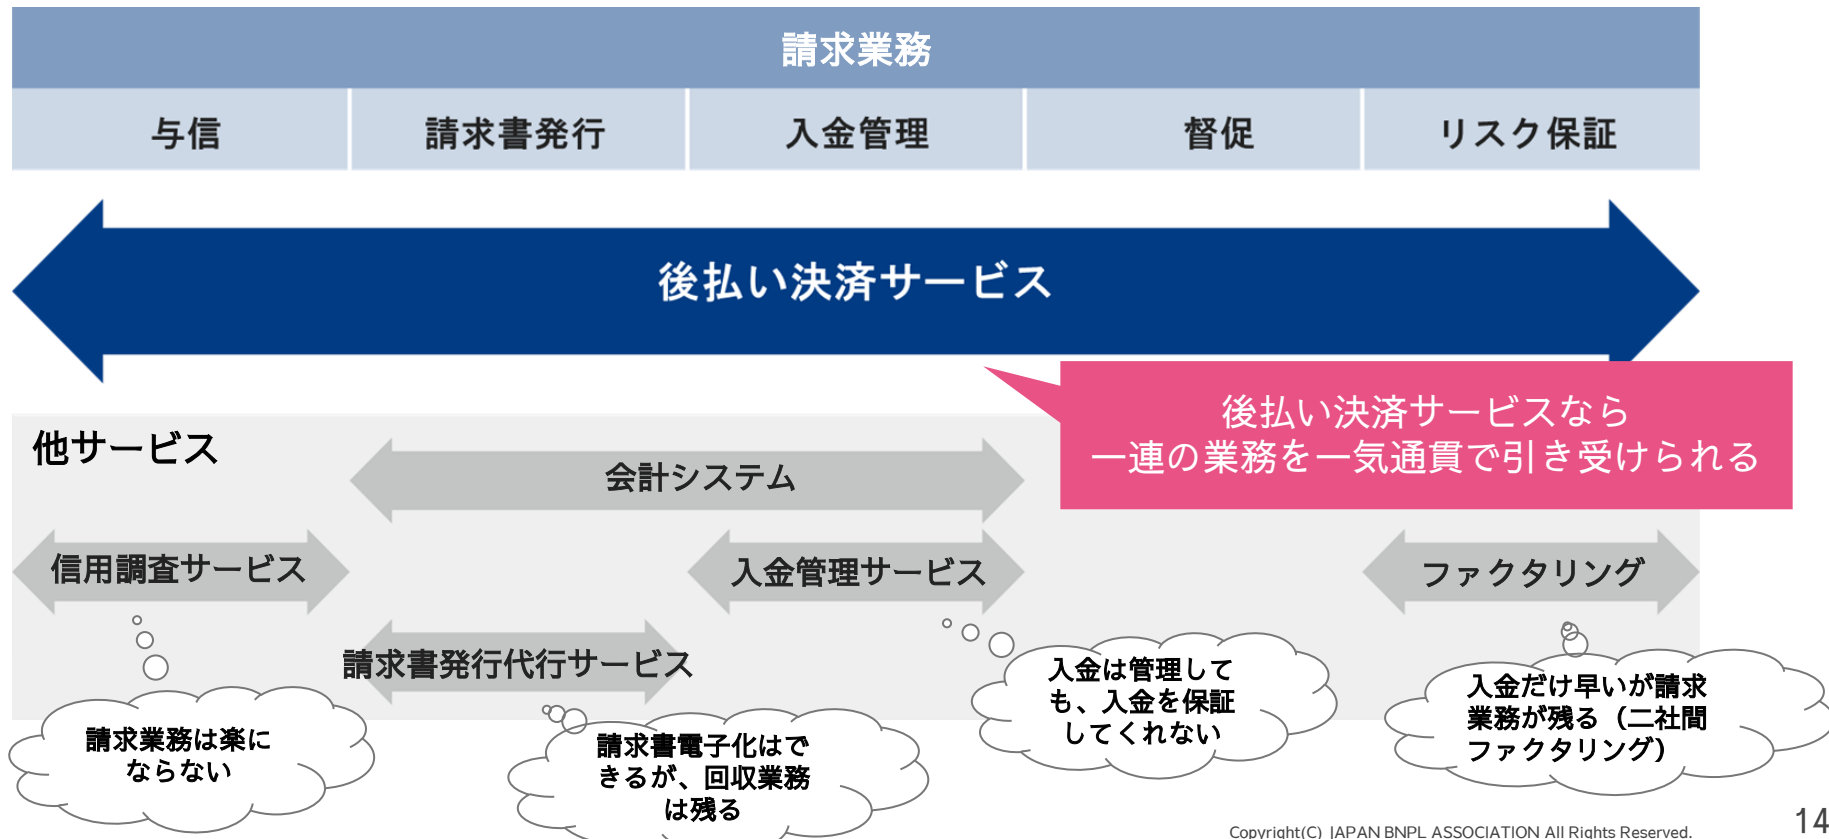 請求業務
与信
請求書発行
入金管理
督促
リスク保証
後払い決済サービス
後払い決済サービスなら
一連の業務を一気通貫で引き受けられる
他サービス
会計システム
信用調査サービス
入金管理サービス
ファクタリング
請求書発行代行サービス
請求業務は楽に
ならない
請求書電子化はで
きるが、回収業務
は残る
入金は管理して
も、入金を保証
してくれない
入金だけ早いが請求
業務が残る（二社間
ファクタリング）
Copyright(C) JAPAN BNPL ASSOCIATION All Rights Reserved.
14